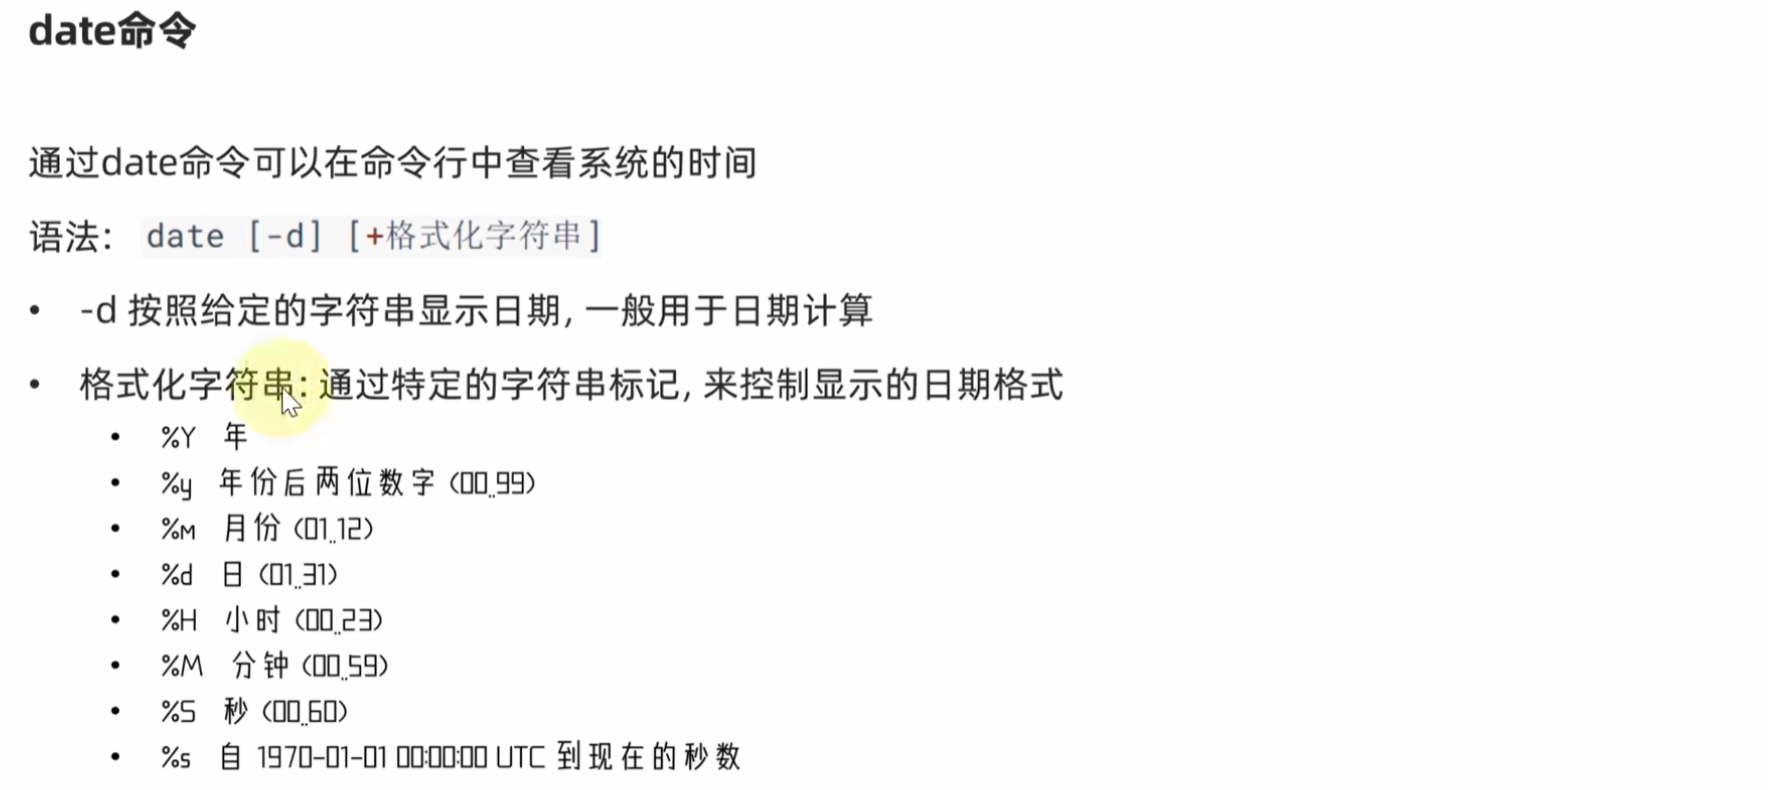 date命令
通过date命令可以在命令行中查看系统的时间
语法： date [-d] [+格式化字符串]
• -d 按照给定的字符串显示日期, 一般用于日期计算
• 格式化字符串: 通过特定的字符串标记, 来控制显示的日期格式
• %Y 年
• %y 年份后两位数字 (00..99)
• %m 月份 (01..12)
• %d 日 (01..31)
• %H 小时 (00..23)
• %M 分钟 (00..59)
• %S 秒 (00..60)
• %s 自 1970-01-01 00:00:00 UTC 到现在的秒数